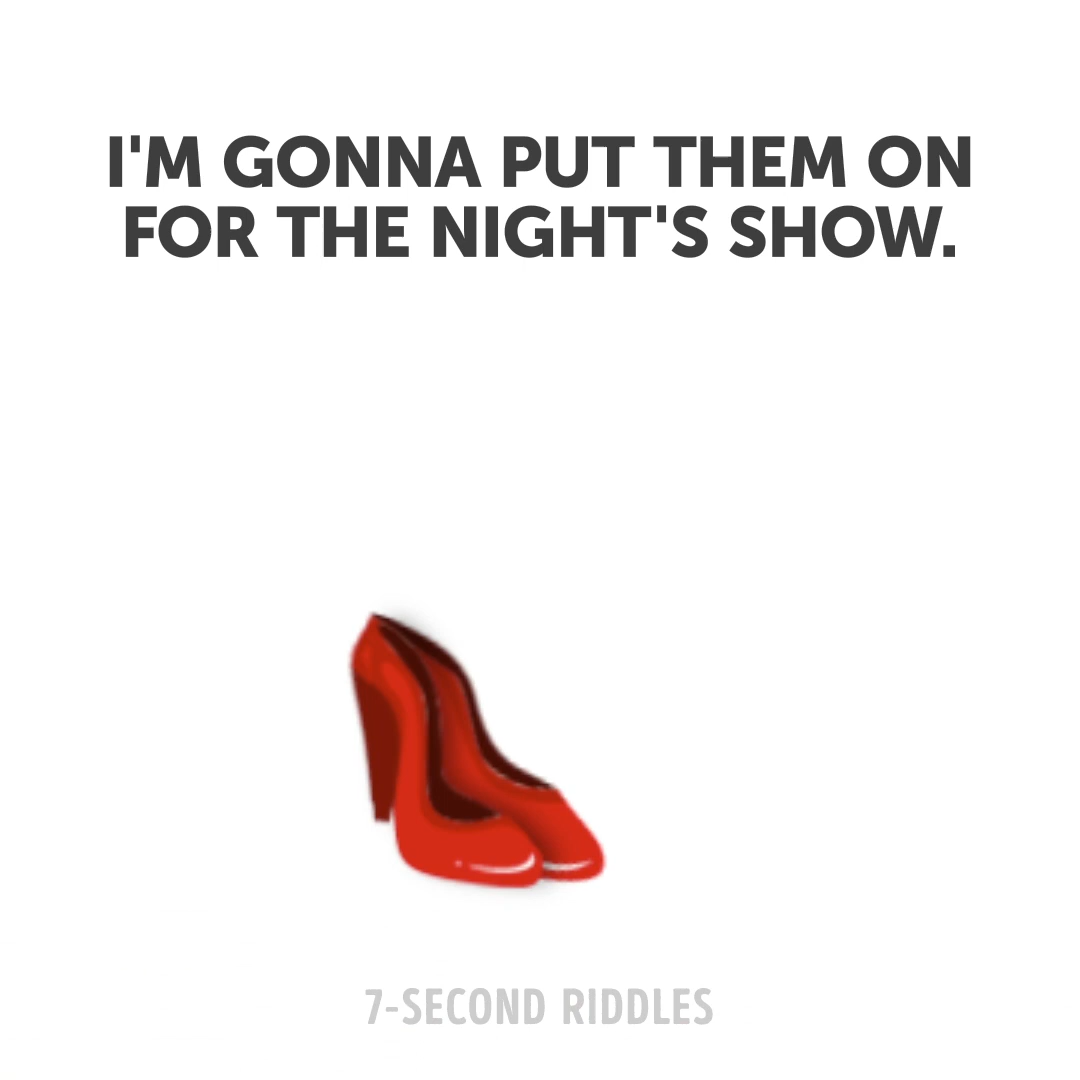 I'M GONNA PUT THEM ON
FOR THE NIGHT'S SHOW.
7-SECOND RIDDLES